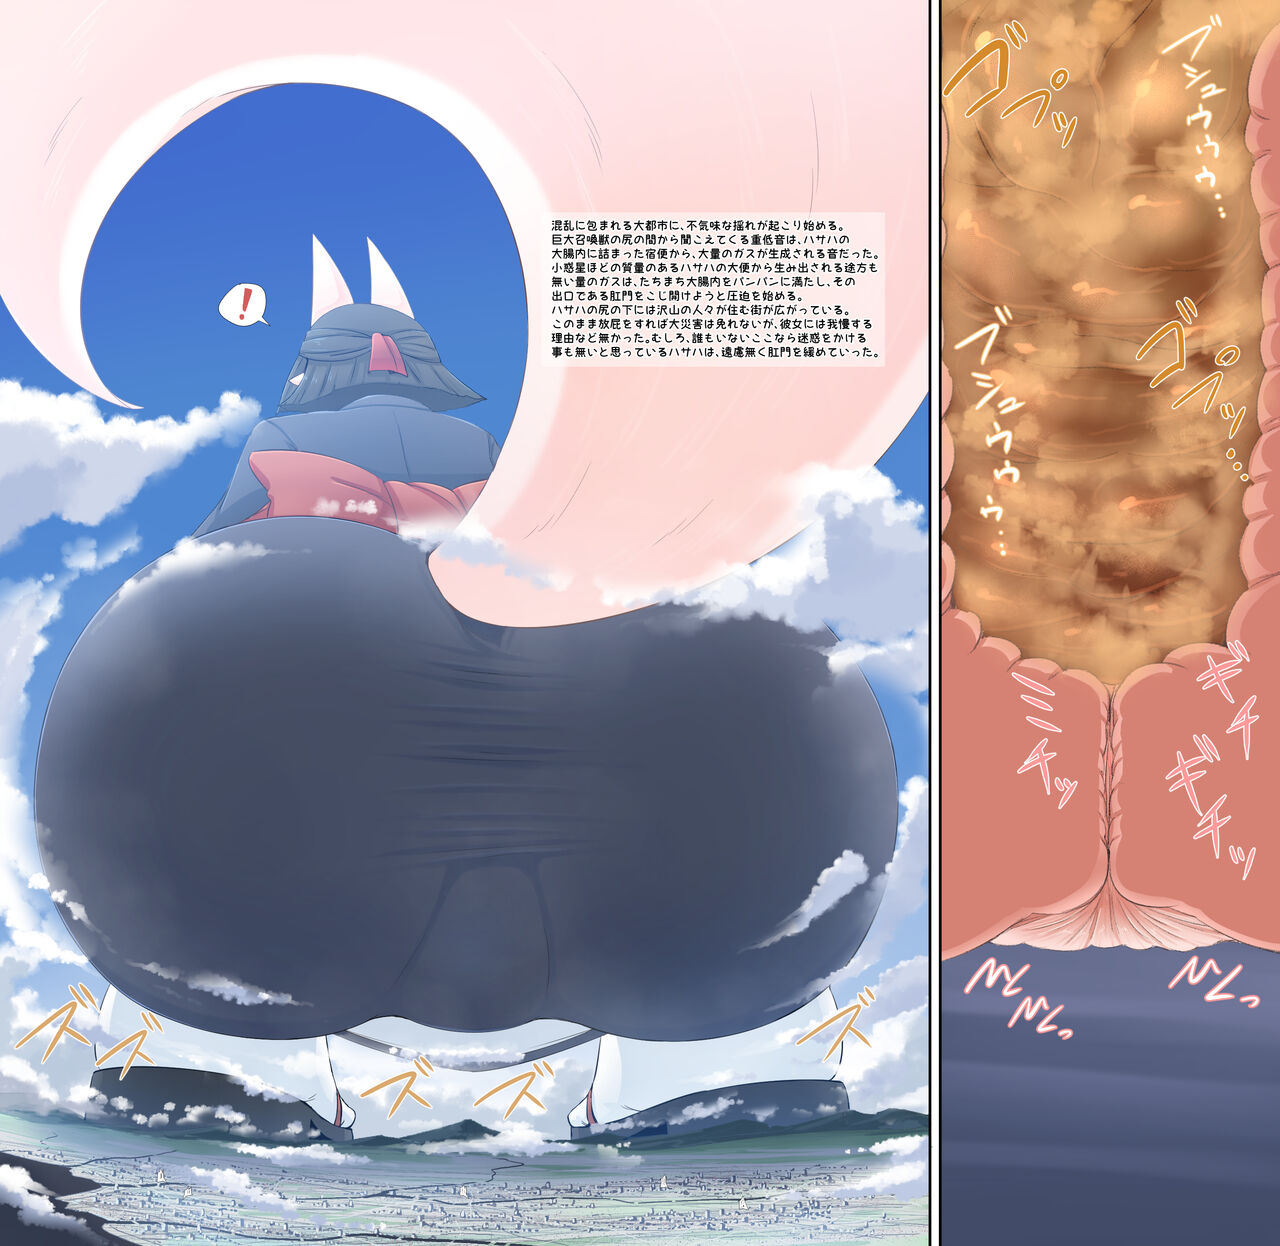 混乱に包まれる大都市に、不気味な揺れが起こり始める。
巨大召喚獣の尻の間から聞こえてくる重低音は、ハサハの
大腸内に詰まった宿便から、大量のガスが生成される音だった。
小惑星ほどの質量のあるハサハの大便から生み出される途方も
無い量のガスは、たちまち大腸内をパンパンに満たし、その
出口である肛門をこじ開けようと圧迫を始める。
ハサハの尻の下には沢山の人々が住む街が広がっている。
このまま放屁をすれば大災害は免れないが、彼女には我慢する
理由など無かった。むしろ、誰もいないここなら迷惑をかける
事も無いと思っているハサハは、遠慮無く肛門を緩めていった。
!
ズズ
ズ
ズ
ズズ
ゴプッ
ブシュゥゥゥ…
ブシュゥゥゥ…
ゴプッ…
ミチッ
ギチ
ギチッ